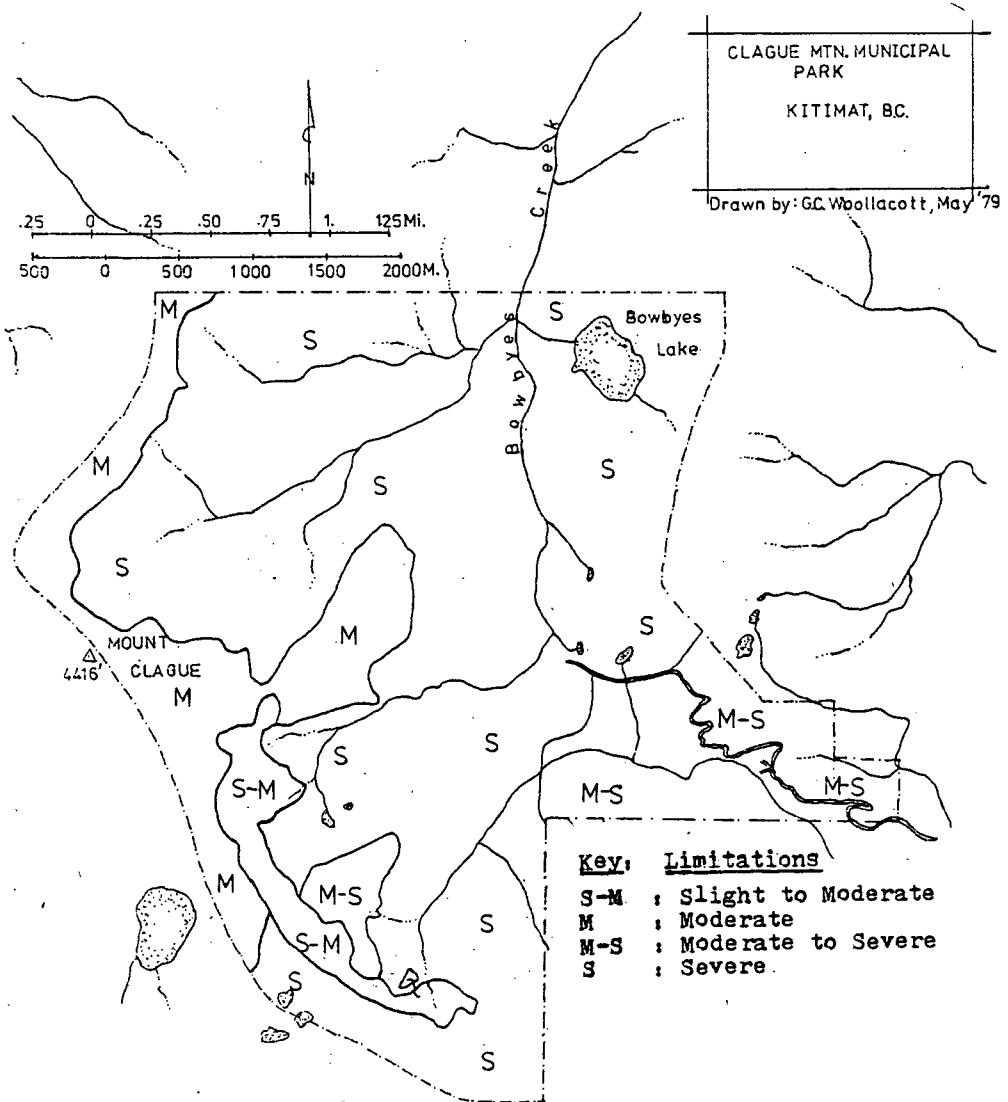 CLAGUE MTN. MUNICIPAL
PARK
KITIMAT, B.C.
Drawn by: G.C. Woollacott, May '79
N
.25 0 .25 .50 .75 1. 1.25 Mi.
500 0 500 1000 1500 2000 M.
Bowbyes Creek
M
S
Bowbyes
Lake
M
S
S
S
M
S
MOUNT
CLAGUE
4416'
M
M-S
S
S
S-M
M-S
M-S
M
M-S
S
S-M
S
S
Key: Limitations
S-M : Slight to Moderate
M : Moderate
M-S : Moderate to Severe
S : Severe